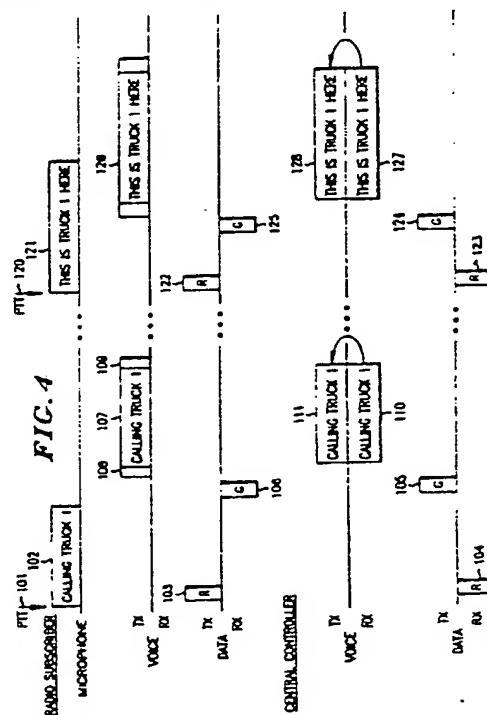 FIG. 4
RADIO SUBSCRIBER
PTT 101
102
CALLING TRUCK 1
PTT 120
121
THIS IS TRUCK 1 HERE
MICROPHONE
108
107
109
CALLING TRUCK 1
126
THIS IS TRUCK 1 HERE
TX
VOICE
RX
103
R
122
R
TX
DATA
RX
G
106
G
125
CENTRAL CONTROLLER
111
CALLING TRUCK 1
CALLING TRUCK 1
110
128
THIS IS TRUCK 1 HERE
THIS IS TRUCK 1 HERE
127
TX
VOICE
RX
105
G
124
G
TX
DATA
RX
R
104
R
123